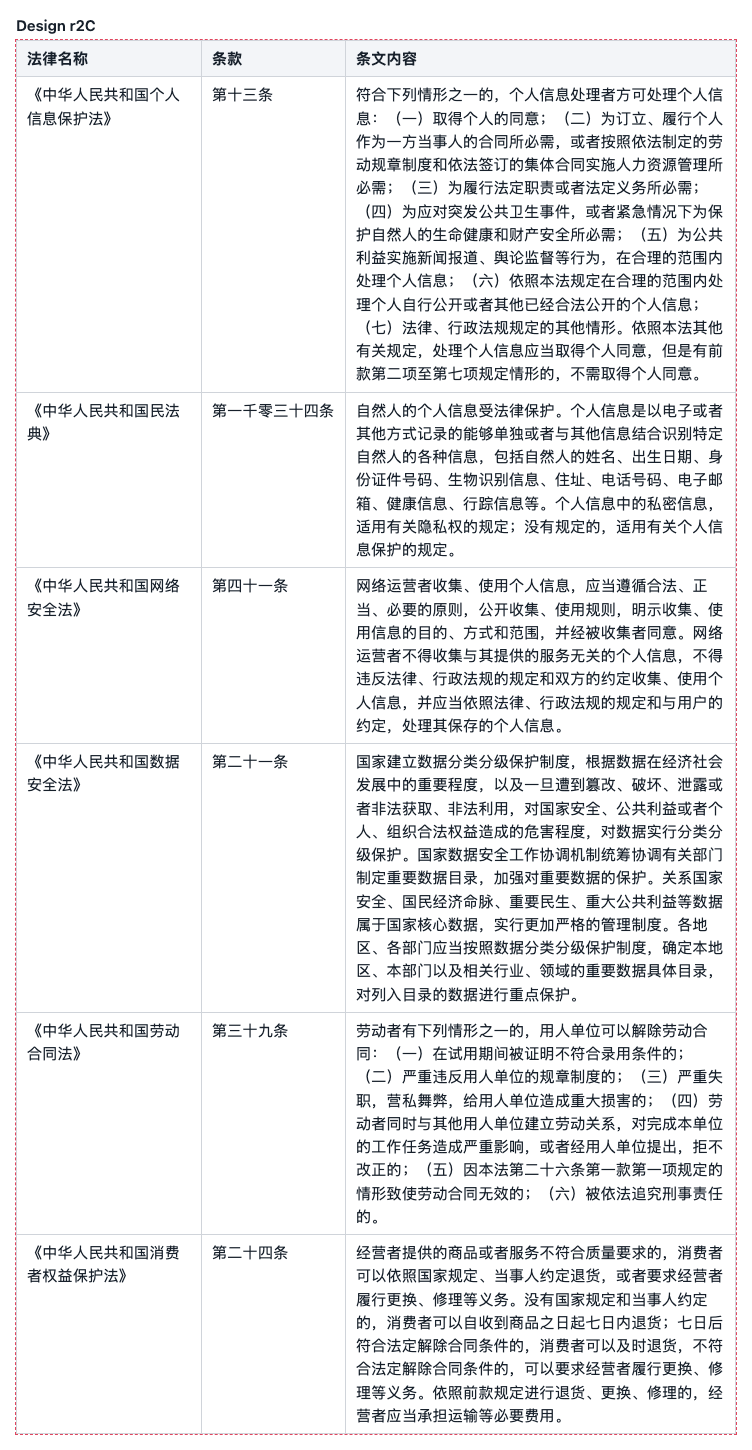 Design r2C
法律名称 条款 条文内容
《中华人民共和国个人
信息保护法》
第十三条
符合下列情形之一的，个人信息处理者方可处理个人信
息：（一）取得个人的同意；（二）为订立、履行个人
作为一方当事人的合同所必需，或者按照依法制定的劳
动规章制度和依法签订的集体合同实施人力资源管理所
必需；（三）为履行法定职责或者法定义务所必需；
（四）为应对突发公共卫生事件，或者紧急情况下为保
护自然人的生命健康和财产安全所必需；（五）为公共
利益实施新闻报道、舆论监督等行为，在合理的范围内
处理个人信息；（六）依照本法规定在合理的范围内处
理个人自行公开或者其他已经合法公开的个人信息；
（七）法律、行政法规规定的其他情形。依照本法其他
有关规定，处理个人信息应当取得个人同意，但是有前
款第二项至第七项规定情形的，不需取得个人同意。
《中华人民共和国民法
典》
第一千零三十四条
自然人的个人信息受法律保护。个人信息是以电子或者
其他方式记录的能够单独或者与其他信息结合识别特定
自然人的各种信息，包括自然人的姓名、出生日期、身
份证件号码、生物识别信息、住址、电话号码、电子邮
箱、健康信息、行踪信息等。个人信息中的私密信息，
适用有关隐私权的规定；没有规定的，适用有关个人信
息保护的规定。
《中华人民共和国网络
安全法》
第四十一条
网络运营者收集、使用个人信息，应当遵循合法、正
当、必要的原则，公开收集、使用规则，明示收集、使
用信息的目的、方式和范围，并经被收集者同意。网络
运营者不得收集与其提供的服务无关的个人信息，不得
违反法律、行政法规的规定和双方的约定收集、使用个
人信息，并应当依照法律、行政法规的规定和与用户的
约定，处理其保存的个人信息。
《中华人民共和国数据
安全法》
第二十一条
国家建立数据分类分级保护制度，根据数据在经济社会
发展中的重要程度，以及一旦遭到篡改、破坏、泄露或
者非法获取、非法利用，对国家安全、公共利益或者个
人、组织合法权益造成的危害程度，对数据实行分类分
级保护。国家数据安全工作协调机制统筹协调有关部门
制定重要数据目录，加强对重要数据的保护。关系国家
安全、国民经济命脉、重要民生、重大公共利益等数据
属于国家核心数据，实行更加严格的管理制度。各地
区、各部门应当按照数据分类分级保护制度，确定本地
区、本部门以及相关行业、领域的重要数据具体目录，
对列入目录的数据进行重点保护。
《中华人民共和国劳动
合同法》
第三十九条
劳动者有下列情形之一的，用人单位可以解除劳动合
同：（一）在试用期间被证明不符合录用条件的；
（二）严重违反用人单位的规章制度的；（三）严重失
职，营私舞弊，给用人单位造成重大损害的；（四）劳
动者同时与其他用人单位建立劳动关系，对完成本单位
的工作任务造成严重影响，或者经用人单位提出，拒不
改正的；（五）因本法第二十六条第一款第一项规定的
情形致使劳动合同无效的；（六）被依法追究刑事责任
的。
《中华人民共和国消费
者权益保护法》
第二十四条
经营者提供的商品或者服务不符合质量要求的，消费者
可以依照国家规定、当事人约定退货，或者要求经营者
履行更换、修理等义务。没有国家规定和当事人约定
的，消费者可以自收到商品之日起七日内退货；七日后
符合法定解除合同条件的，消费者可以及时退货，不符
合法定解除合同条件的，可以要求经营者履行更换、修
理等义务。依照前款规定进行退货、更换、修理的，经
营者应当承担运输等必要费用。